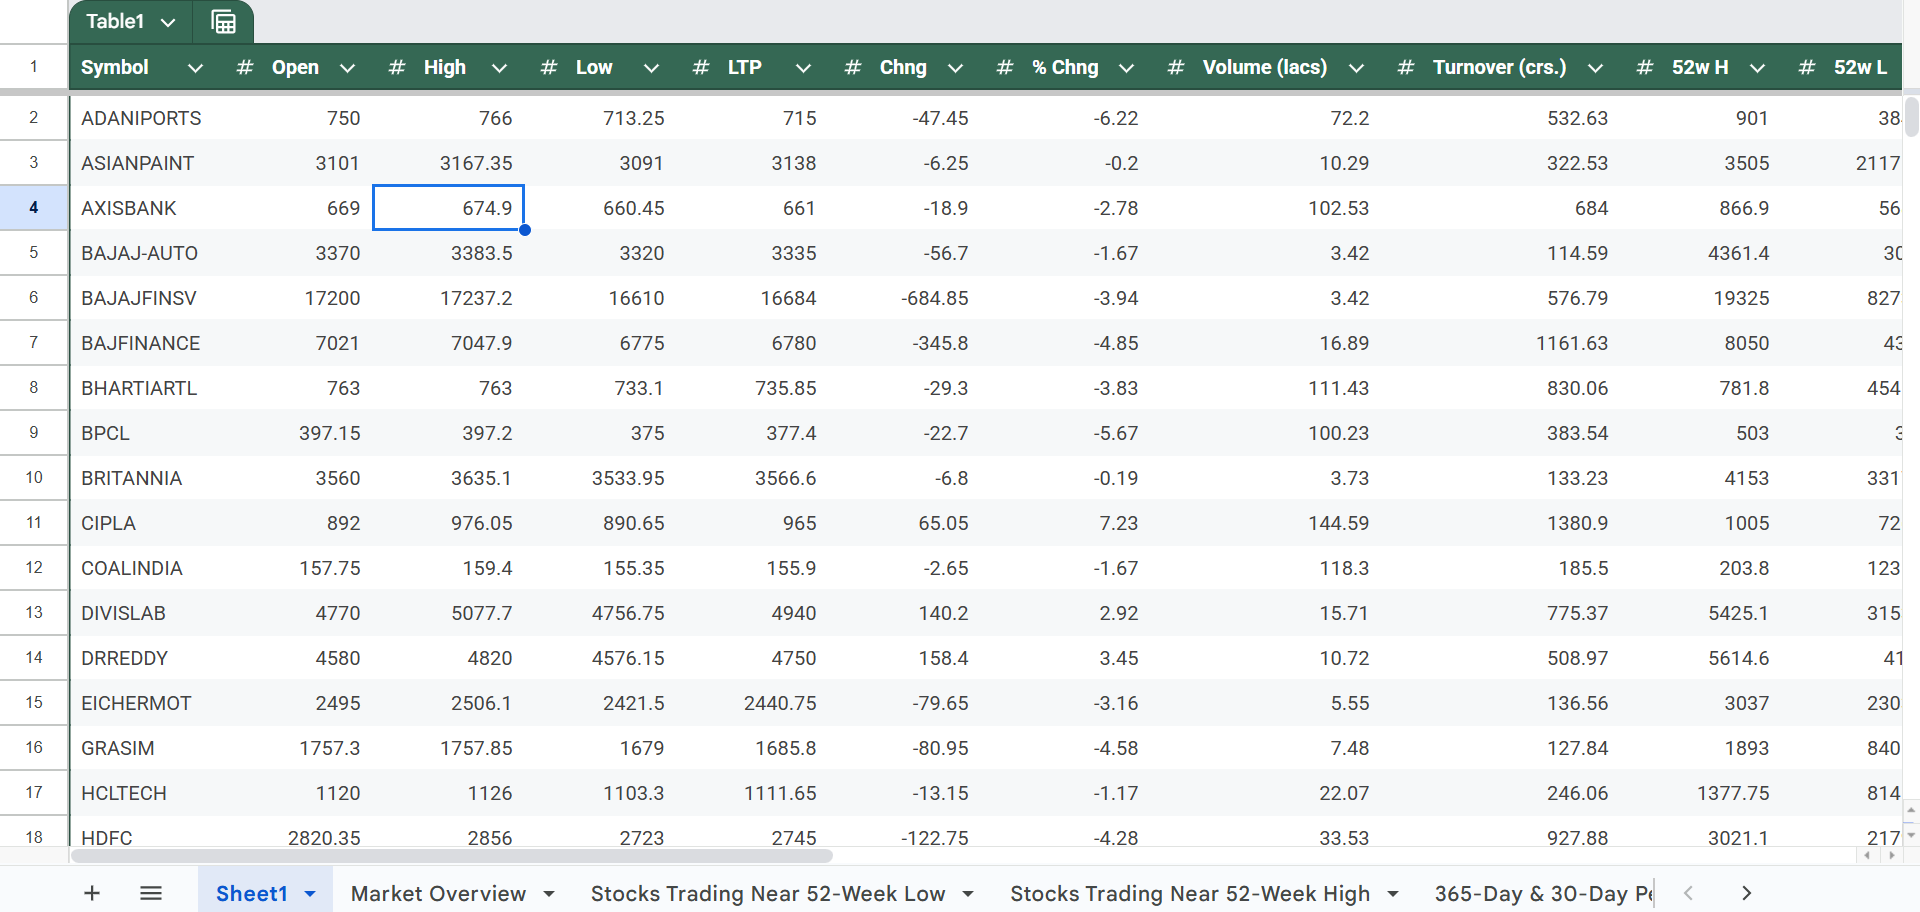 Table1
1 Symbol # Open # High # Low # LTP # Chng # % Chng # Volume (lacs) # Turnover (crs.) # 52w H # 52w L
2 ADANIPORTS 750 766 713.25 715 -47.45 -6.22 72.2 532.63 901 38
3 ASIANPAINT 3101 3167.35 3091 3138 -6.25 -0.2 10.29 322.53 3505 2117
4 AXISBANK 669 674.9 660.45 661 -18.9 -2.78 102.53 684 866.9 56
5 BAJAJ-AUTO 3370 3383.5 3320 3335 -56.7 -1.67 3.42 114.59 4361.4 30
6 BAJAJFINSV 17200 17237.2 16610 16684 -684.85 -3.94 3.42 576.79 19325 827
7 BAJFINANCE 7021 7047.9 6775 6780 -345.8 -4.85 16.89 1161.63 8050 43
8 BHARTIARTL 763 763 733.1 735.85 -29.3 -3.83 111.43 830.06 781.8 454
9 BPCL 397.15 397.2 375 377.4 -22.7 -5.67 100.23 383.54 503
10 BRITANNIA 3560 3635.1 3533.95 3566.6 -6.8 -0.19 3.73 133.23 4153 331
11 CIPLA 892 976.05 890.65 965 65.05 7.23 144.59 1380.9 1005 72
12 COALINDIA 157.75 159.4 155.35 155.9 -2.65 -1.67 118.3 185.5 203.8 123
13 DIVISLAB 4770 5077.7 4756.75 4940 140.2 2.92 15.71 775.37 5425.1 315
14 DRREDDY 4580 4820 4576.15 4750 158.4 3.45 10.72 508.97 5614.6 41
15 EICHERMOT 2495 2506.1 2421.5 2440.75 -79.65 -3.16 5.55 136.56 3037 230
16 GRASIM 1757.3 1757.85 1679 1685.8 -80.95 -4.58 7.48 127.84 1893 840
17 HCLTECH 1120 1126 1103.3 1111.65 -13.15 -1.17 22.07 246.06 1377.75 814
18 HDFC 2820.35 2856 2723 2745 -122.75 -4.28 33.53 927.88 3021.1 217
+ Sheet1 Market Overview Stocks Trading Near 52-Week Low Stocks Trading Near 52-Week High 365-Day & 30-Day